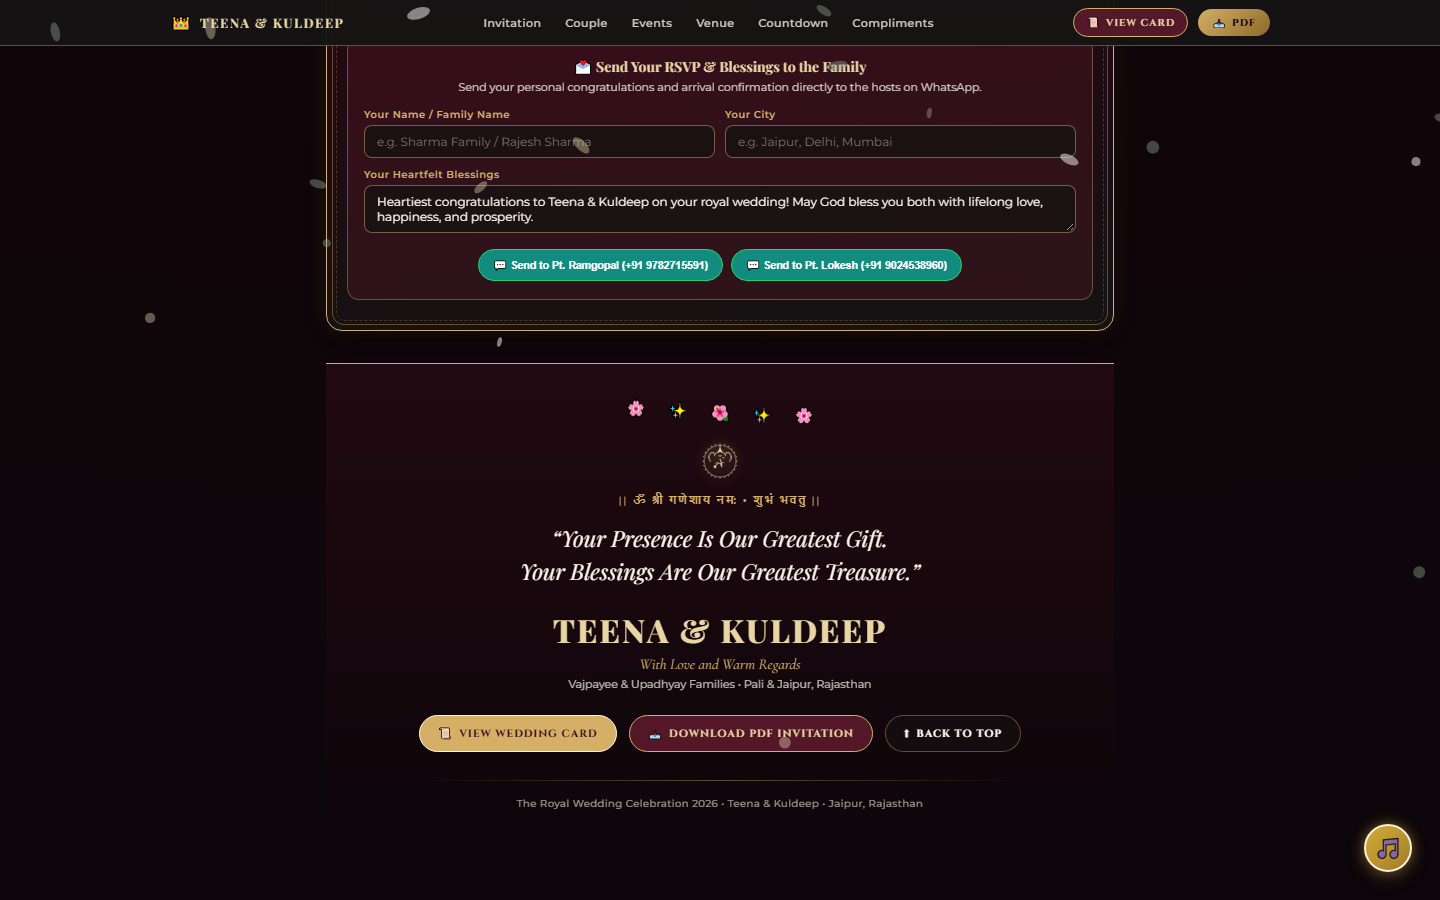 TEENA & KULDEEP
Invitation Couple Events Venue Countdown Compliments
VIEW CARD
PDF
Send Your RSVP & Blessings to the Family
Send your personal congratulations and arrival confirmation directly to the hosts on WhatsApp.
Your Name / Family Name
Your City
e.g. Sharma Family / Rajesh Sharma
e.g. Jaipur, Delhi, Mumbai
Your Heartfelt Blessings
Heartiest congratulations to Teena & Kuldeep on your royal wedding! May God bless you both with lifelong love,
happiness, and prosperity.
Send to Pt. Ramgopal (+91 9782715591)
Send to Pt. Lokesh (+91 9024538960)
|| ॐ श्री गणेशाय नमः • शुभं भवतु ||
“Your Presence Is Our Greatest Gift.
Your Blessings Are Our Greatest Treasure.”
TEENA & KULDEEP
With Love and Warm Regards
Vajpayee & Upadhyay Families • Pali & Jaipur, Rajasthan
VIEW WEDDING CARD
DOWNLOAD PDF INVITATION
⬆ BACK TO TOP
The Royal Wedding Celebration 2026 • Teena & Kuldeep • Jaipur, Rajasthan